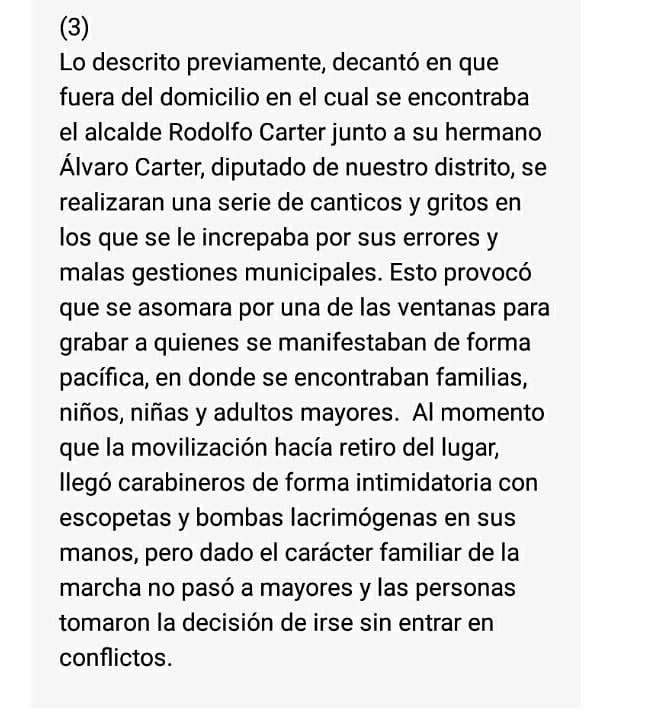 (3)
Lo descrito previamente, decantó en que
fuera del domicilio en el cual se encontraba
el alcalde Rodolfo Carter junto a su hermano
Álvaro Carter, diputado de nuestro distrito, se
realizaran una serie de canticos y gritos en
los que se le increpaba por sus errores y
malas gestiones municipales. Esto provocó
que se asomara por una de las ventanas para
grabar a quienes se manifestaban de forma
pacífica, en donde se encontraban familias,
niños, niñas y adultos mayores.  Al momento
que la movilización hacía retiro del lugar,
llegó carabineros de forma intimidatoria con
escopetas y bombas lacrimógenas en sus
manos, pero dado el carácter familiar de la
marcha no pasó a mayores y las personas
tomaron la decisión de irse sin entrar en
conflictos.